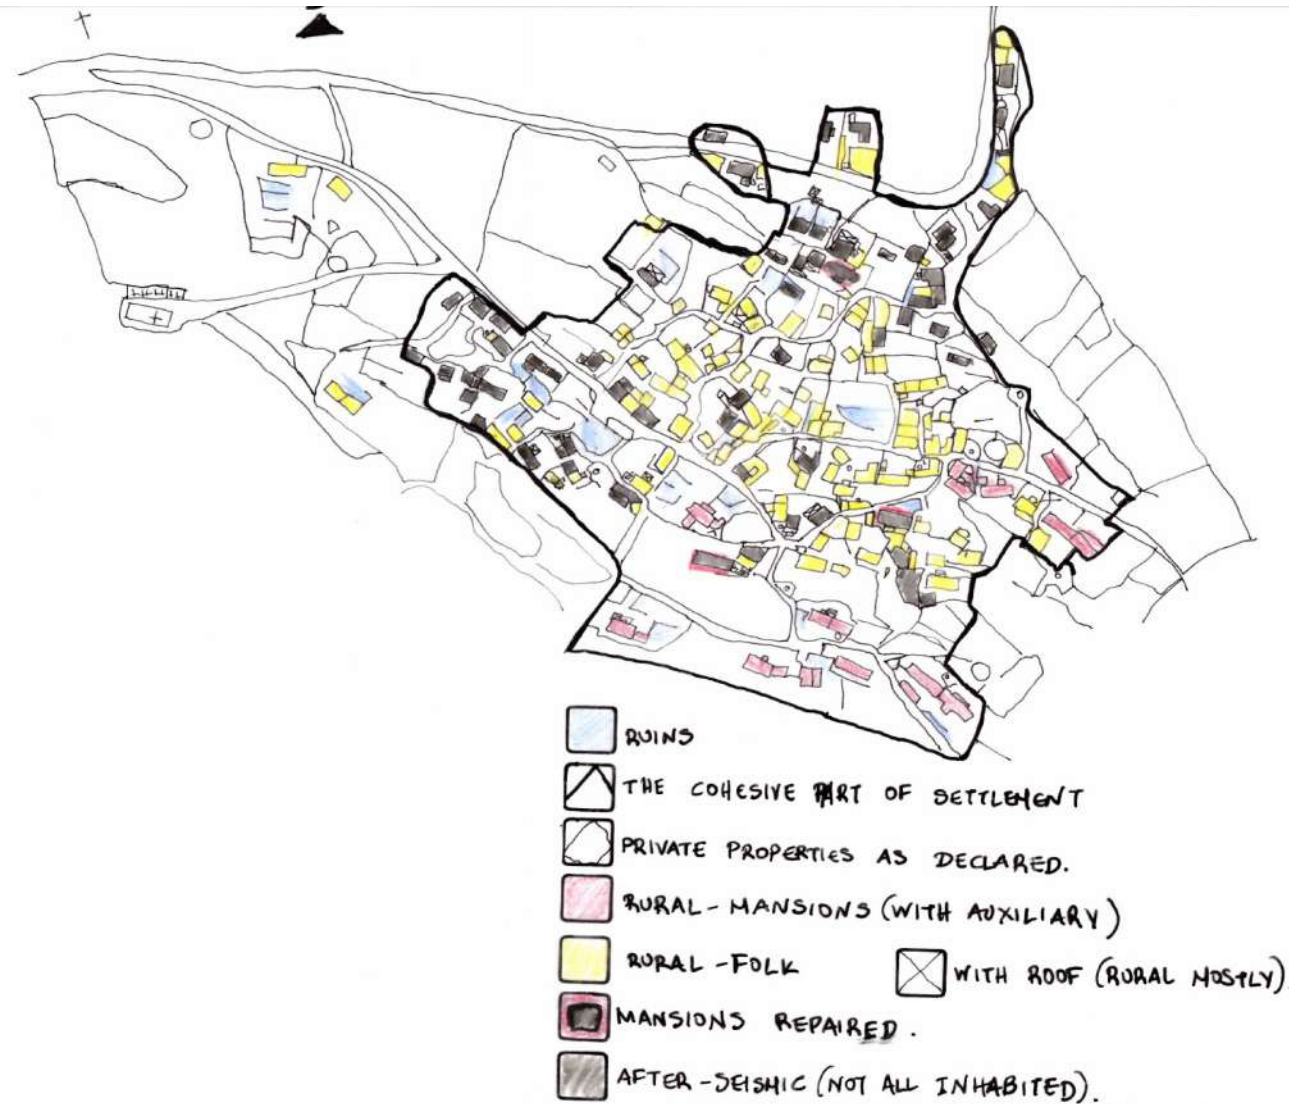 RUINS
THE COHESIVE PART OF SETTLEMENT
PRIVATE PROPERTIES AS DECLARED.
RURAL-MANSIONS (WITH AUXILIARY)
RURAL-FOLK
WITH ROOF (RURAL MOSTLY)
MANSIONS REPAIRED.
AFTER-SEISMIC (NOT ALL INHABITED).